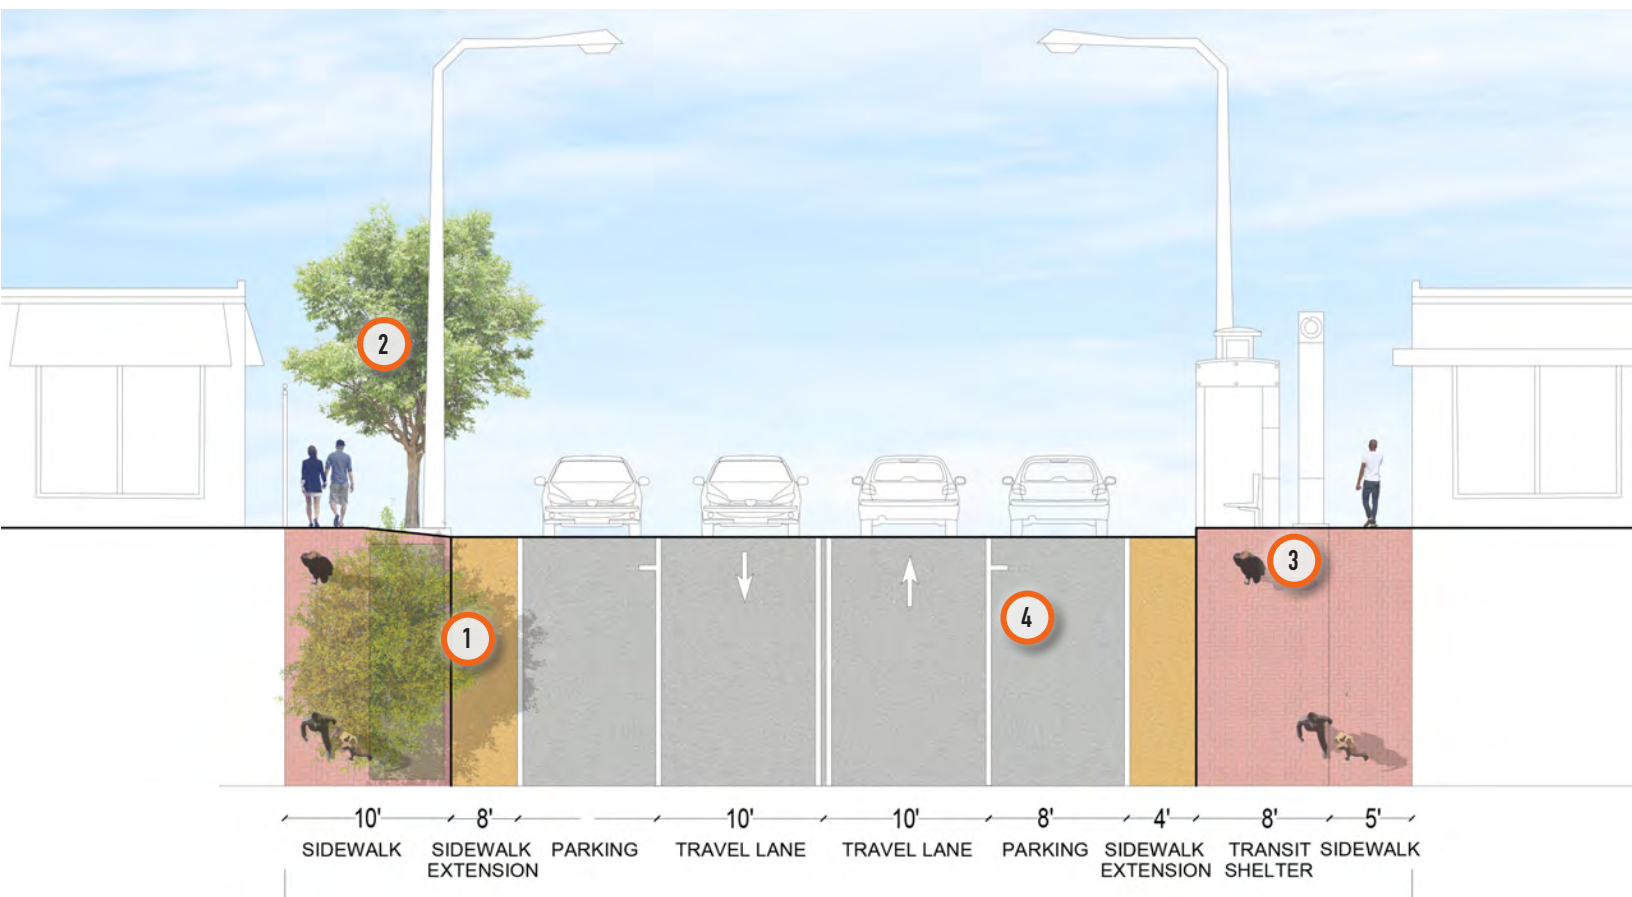 2
1
3
4
10' 8' 10' 10' 8' 4' 8' 5'
SIDEWALK SIDEWALK EXTENSION PARKING TRAVEL LANE TRAVEL LANE PARKING SIDEWALK EXTENSION TRANSIT SHELTER SIDEWALK